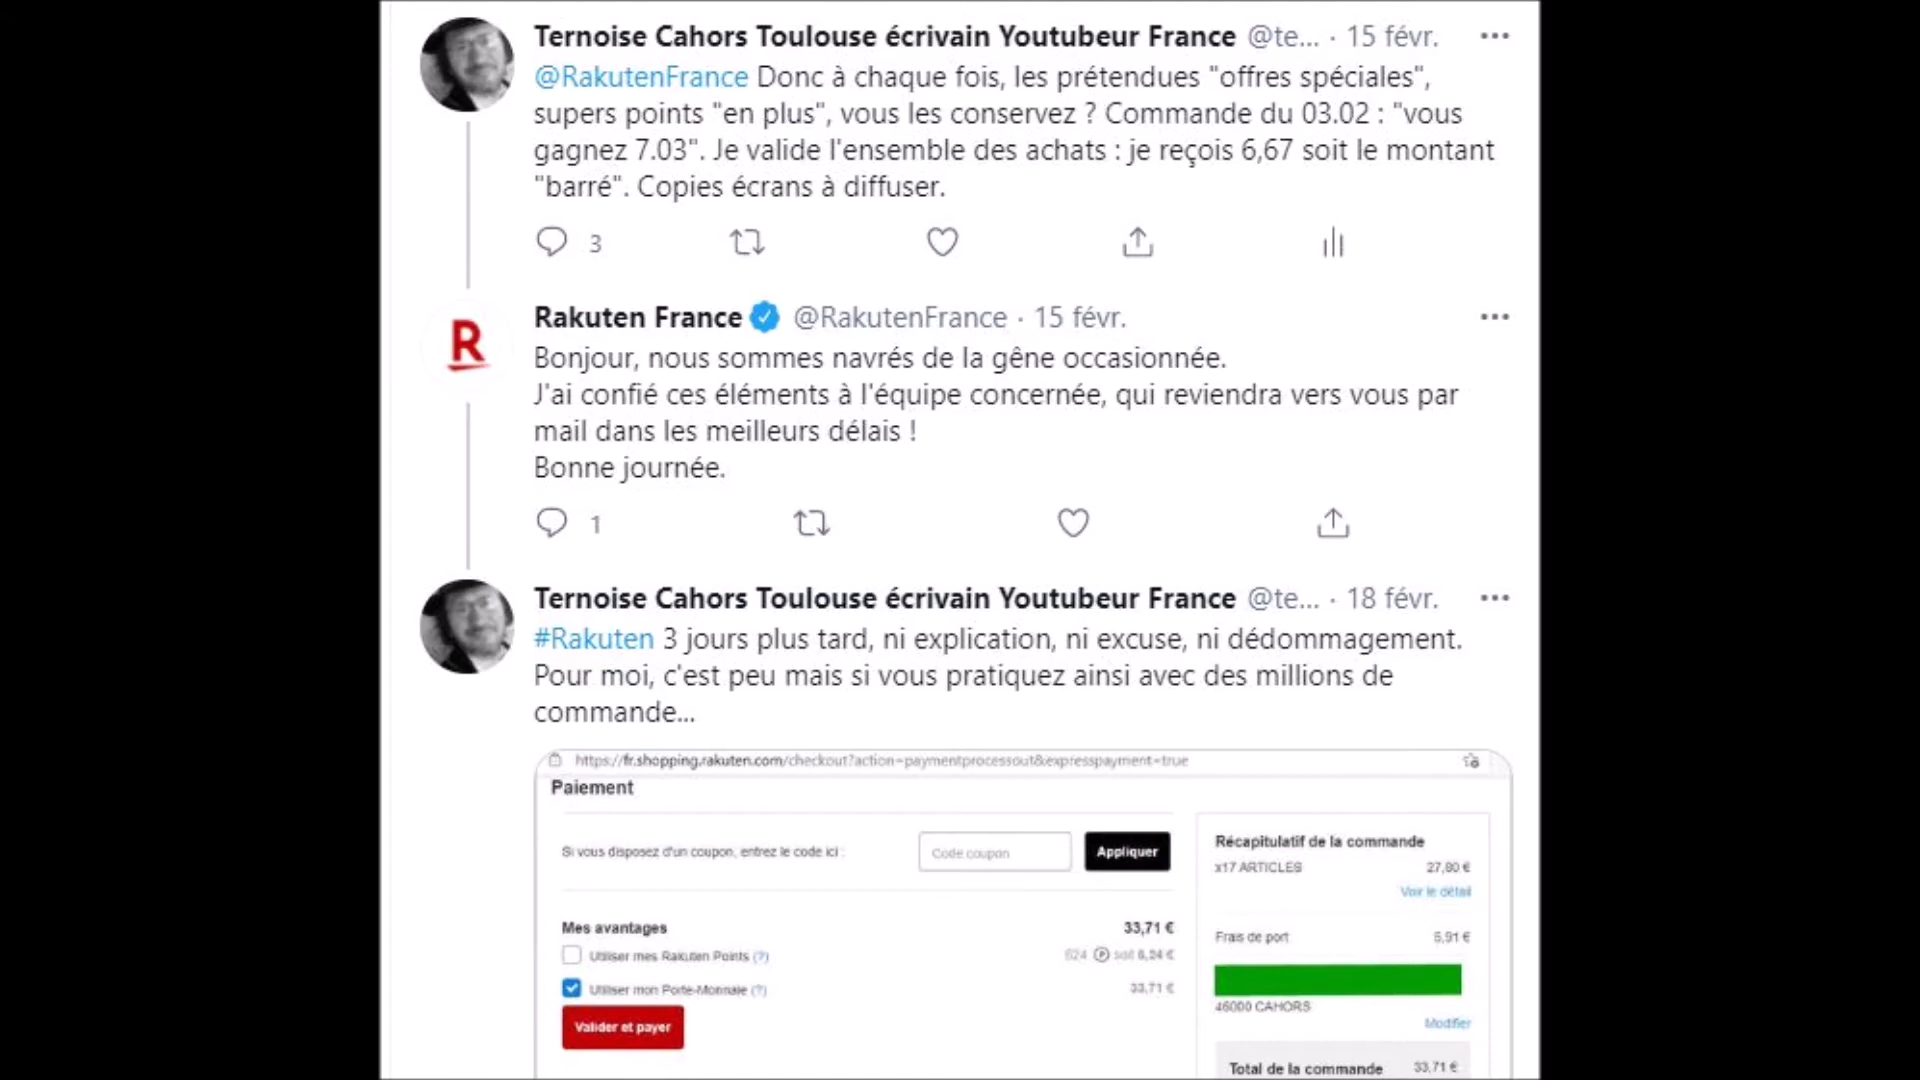 Ternoise Cahors Toulouse écrivain Youtubeur France @te... · 15 févr.
@RakutenFrance Donc à chaque fois, les prétendues "offres spéciales",
supers points "en plus", vous les conservez ? Commande du 03.02 : "vous
gagnez 7.03". Je valide l'ensemble des achats : je reçois 6,67 soit le montant
"barré". Copies écrans à diffuser.
3
Rakuten France @RakutenFrance · 15 févr.
R
Bonjour, nous sommes navrés de la gêne occasionnée.
J'ai confié ces éléments à l'équipe concernée, qui reviendra vers vous par
mail dans les meilleurs délais !
Bonne journée.
1
Ternoise Cahors Toulouse écrivain Youtubeur France @te... · 18 févr.
#Rakuten 3 jours plus tard, ni explication, ni excuse, ni dédommagement.
Pour moi, c'est peu mais si vous pratiquez ainsi avec des millions de
commande...
https://fr.shopping.rakuten.com/checkout?action=paymentprocessout&expresspayment=true
Paiement
Si vous disposez d'un coupon, entrez le code ici :
Code coupon
Appliquer
Mes avantages 33,71 €
Utiliser mes Rakuten Points (?) 624 P soit 6,24 €
Utiliser mon Porte-Monnaie (?) 33,71 €
Valider et payer
Récapitulatif de la commande
x17 ARTICLES 27,80 €
Voir le détail
Frais de port 5,91 €
46000 CAHORS
Modifier
Total de la commande 33,71 €